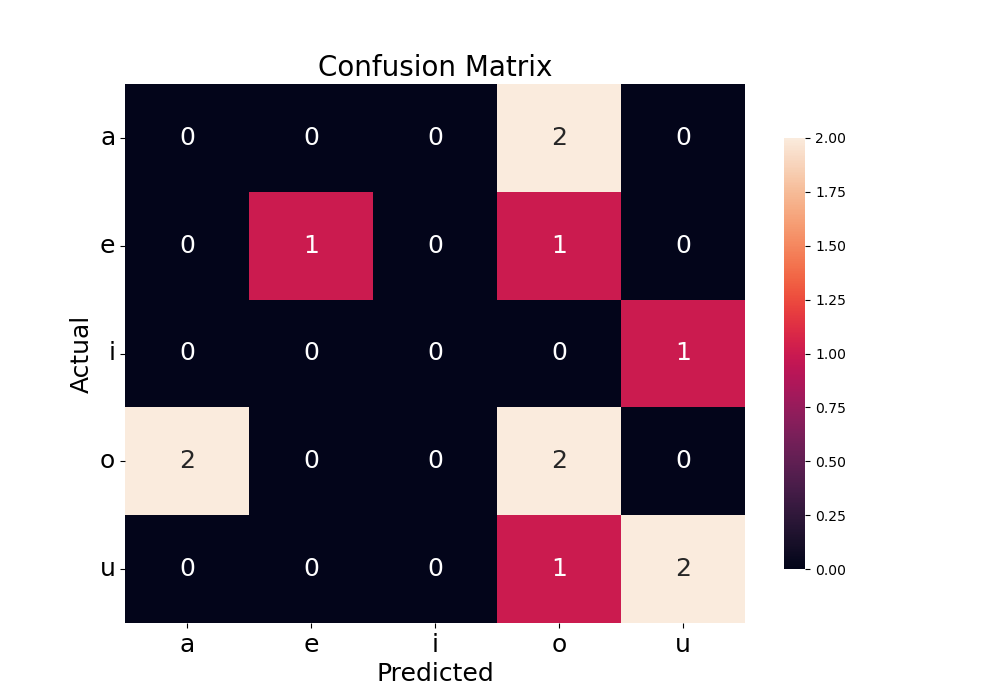 Confusion Matrix
a 0 0 0 2 0
e 0 1 0 1 0
i 0 0 0 0 1
o 2 0 0 2 0
u 0 0 0 1 2
a e i o u
Predicted
Actual
2.00
1.75
1.50
1.25
1.00
0.75
0.50
0.25
0.00